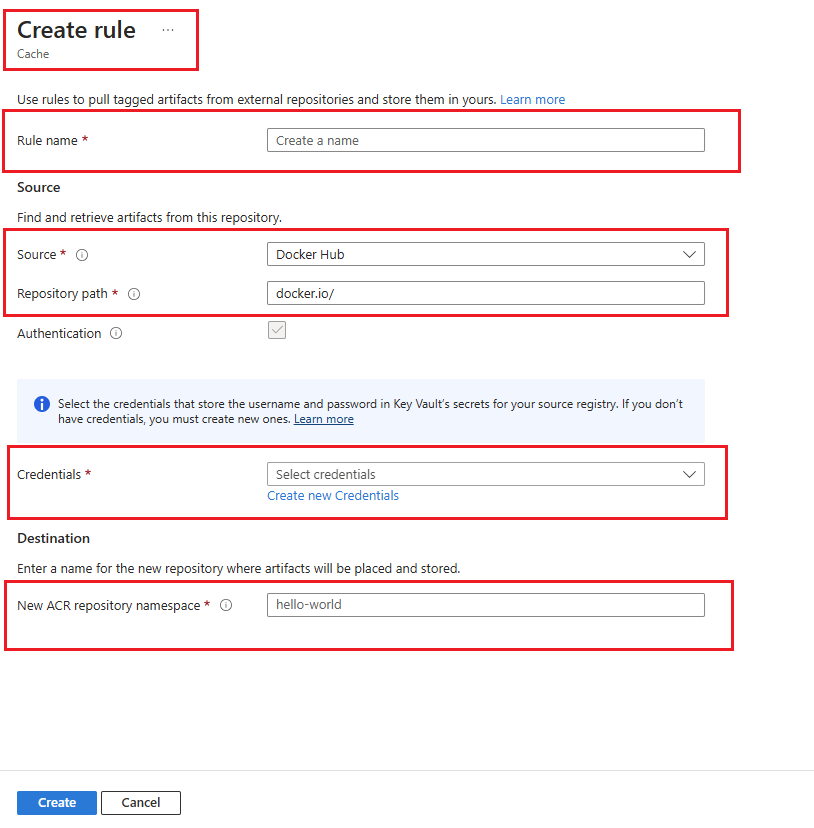 Create rule ...
Cache
Use rules to pull tagged artifacts from external repositories and store them in yours. Learn more
Rule name * Create a name
Source
Find and retrieve artifacts from this repository.
Source * Docker Hub
Repository path * docker.io/
Authentication
Select the credentials that store the username and password in Key Vault's secrets for your source registry. If you don't
have credentials, you must create new ones. Learn more
Credentials * Select credentials
Create new Credentials
Destination
Enter a name for the new repository where artifacts will be placed and stored.
New ACR repository namespace * hello-world
Create Cancel